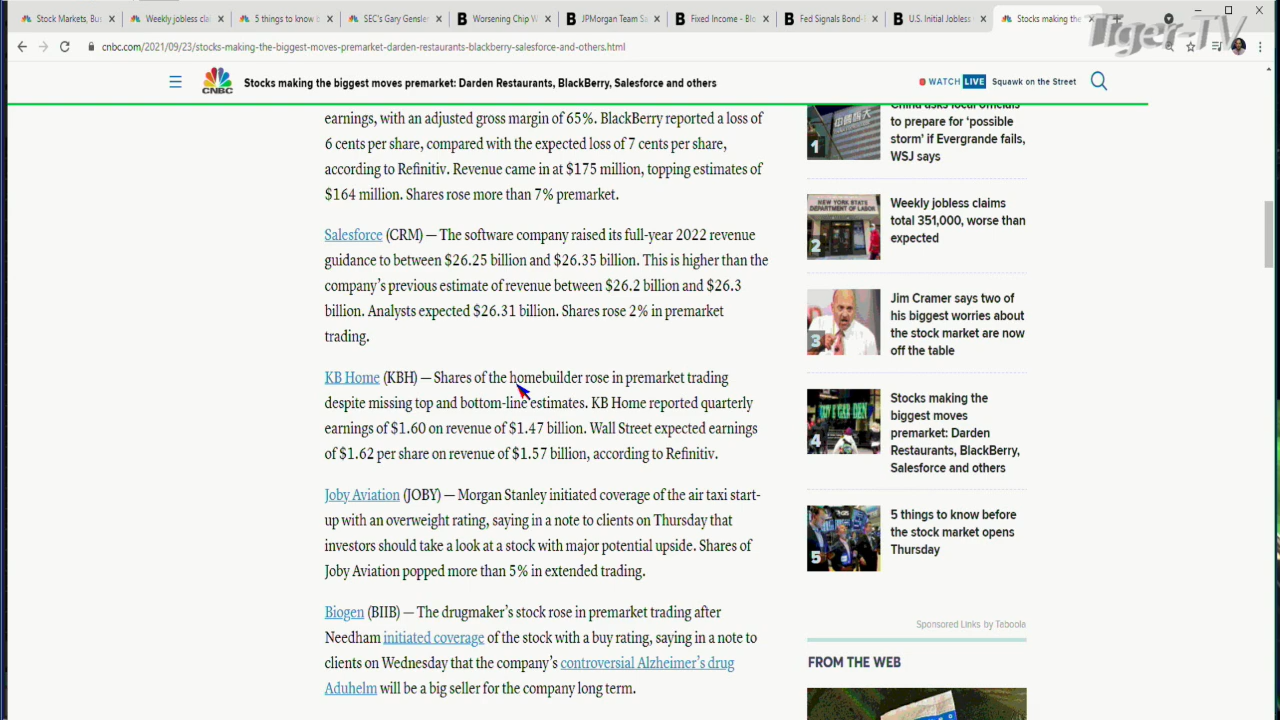 Stock Markets, Bus
Weekly jobless cla
5 things to know b
SEC's Gary Gensler
Worsening Chip W
JPMorgan Team Sa
Fixed Income - Blo
Fed Signals Bond-
U.S. Initial Jobless
Stocks making the
Tiger-TV
cnbc.com/2021/09/23/stocks-making-the-biggest-moves-premarket-darden-restaurants-blackberry-salesforce-and-others.html
CNBC
Stocks making the biggest moves premarket: Darden Restaurants, BlackBerry, Salesforce and others
WATCH LIVE Squawk on the Street
earnings, with an adjusted gross margin of 65%. BlackBerry reported a loss of
6 cents per share, compared with the expected loss of 7 cents per share,
according to Refinitiv. Revenue came in at $175 million, topping estimates of
$164 million. Shares rose more than 7% premarket.
Salesforce (CRM) — The software company raised its full-year 2022 revenue
guidance to between $26.25 billion and $26.35 billion. This is higher than the
company's previous estimate of revenue between $26.2 billion and $26.3
billion. Analysts expected $26.31 billion. Shares rose 2% in premarket
trading.
KB Home (KBH) — Shares of the homebuilder rose in premarket trading
despite missing top and bottom-line estimates. KB Home reported quarterly
earnings of $1.60 on revenue of $1.47 billion. Wall Street expected earnings
of $1.62 per share on revenue of $1.57 billion, according to Refinitiv.
Joby Aviation (JOBY) — Morgan Stanley initiated coverage of the air taxi start-
up with an overweight rating, saying in a note to clients on Thursday that
investors should take a look at a stock with major potential upside. Shares of
Joby Aviation popped more than 5% in extended trading.
Biogen (BIIB) — The drugmaker's stock rose in premarket trading after
Needham initiated coverage of the stock with a buy rating, saying in a note to
clients on Wednesday that the company's controversial Alzheimer's drug
Aduhelm will be a big seller for the company long term.
1
China asks local officials
to prepare for 'possible
storm' if Evergrande fails,
WSJ says
NEW YORK STATE
DEPARTMENT OF LABOR
2
Weekly jobless claims
total 351,000, worse than
expected
3
Jim Cramer says two of
his biggest worries about
the stock market are now
off the table
4
Stocks making the
biggest moves
premarket: Darden
Restaurants, BlackBerry,
Salesforce and others
5
5 things to know before
the stock market opens
Thursday
Sponsored Links by Taboola
FROM THE WEB